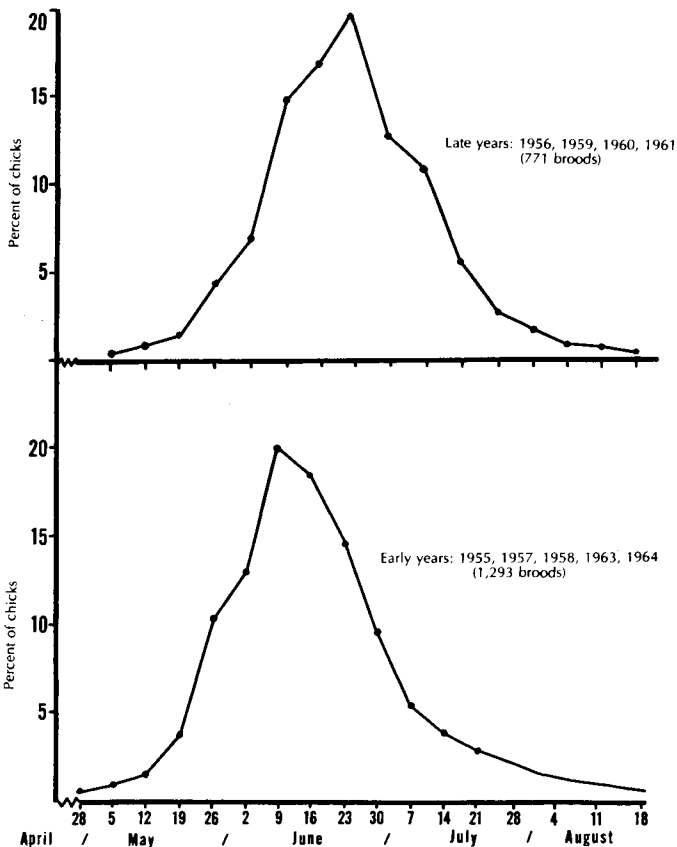 20
15
10
5
Percent of chicks
Late years: 1956, 1959, 1960, 1961
(771 broods)
20
15
10
5
Percent of chicks
Early years: 1955, 1957, 1958, 1963, 1964
(1,293 broods)
28 5 12 19 26 2 9 16 23 30 7 14 21 28 4 11 18
April / May / June / July / August